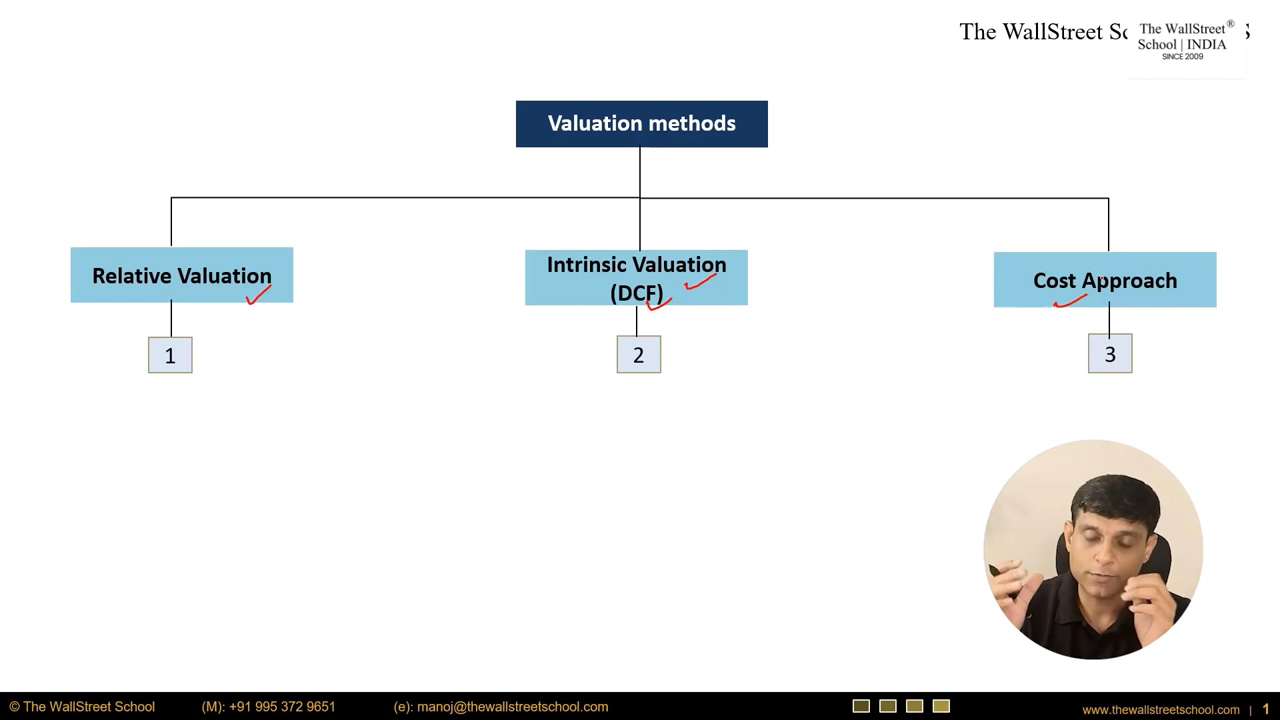 The WallStreet Sc
S
The WallStreet®
School | INDIA
SINCE 2009
Valuation methods
Relative Valuation
Intrinsic Valuation
(DCF)
Cost Approach
1
2
3
© The WallStreet School
(M): +91 995 372 9651
(e): manoj@thewallstreetschool.com
www.thewallstreetschool.com | 1